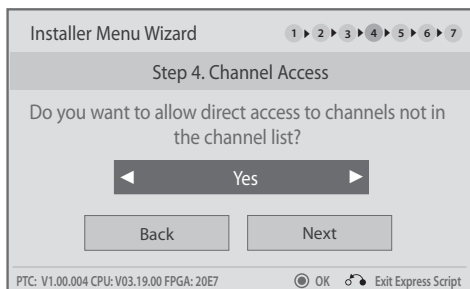 Installer Menu Wizard 1 2 3 4 5 6 7
Step 4. Channel Access
Do you want to allow direct access to channels not in
the channel list?
Yes
Back Next
PTC: V1.00.004 CPU: V03.19.00 FPGA: 20E7 OK Exit Express Script